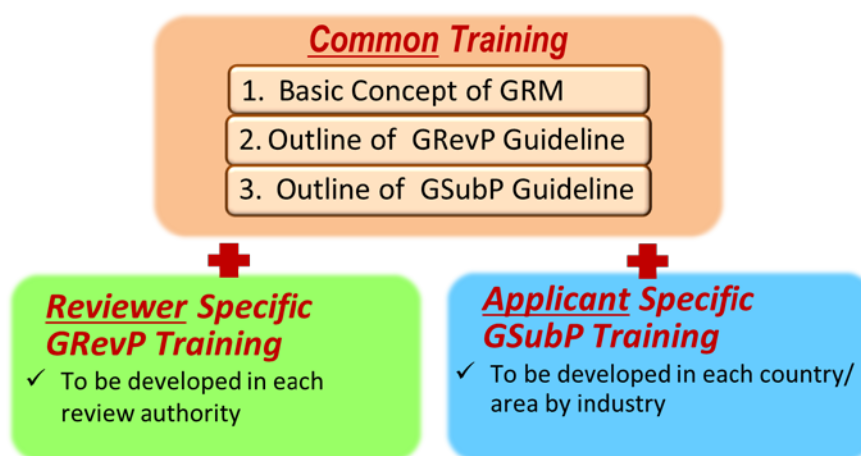 Common Training
1. Basic Concept of GRM
2. Outline of GRevP Guideline
3. Outline of GSubP Guideline
Reviewer Specific
GRevP Training
✓ To be developed in each
review authority
Applicant Specific
GSubP Training
✓ To be developed in each country/
area by industry